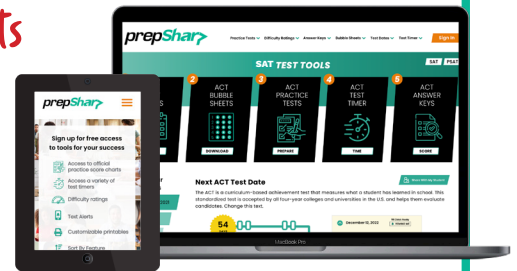 ts
prepSharp
Practice Tests
Difficulty Ratings
Answer Keys
Bubble Sheets
Test Dates
Test Timer
Sign In
SAT TEST TOOLS
SAT
PSAT
S
2
ACT
BUBBLE
SHEETS
DOWNLOAD
3
ACT
PRACTICE
TESTS
PREPARE
4
ACT
TEST
TIMER
TIME
5
ACT
ANSWER
KEYS
SCORE
Next ACT Test Date
The ACT is a curriculum-based achievement test that measures what a student has learned in school. This
standardized test is accepted by all four-year colleges and universities in the U.S. and helps them evaluate
candidates. Change this text.
54
December 10, 2022
MacBook Pro
prepSharp
Sign up for free access
to tools for your success
Access to official
practice score charts
Access a variety of
test timers
Difficulty ratings
Test Alerts
Customizable printables
Sort By Feature